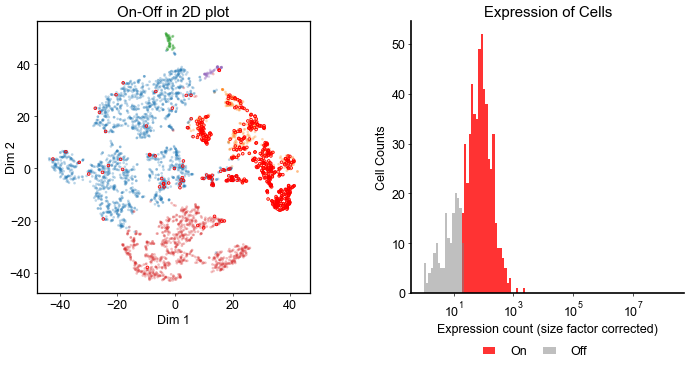 On-Off in 2D plot
Expression of Cells
Dim 2
40
20
0
−20
−40
−40 −20 0 20 40
Dim 1
Cell Counts
50
40
30
20
10
0
10^1 10^3 10^5 10^7
Expression count (size factor corrected)
On Off